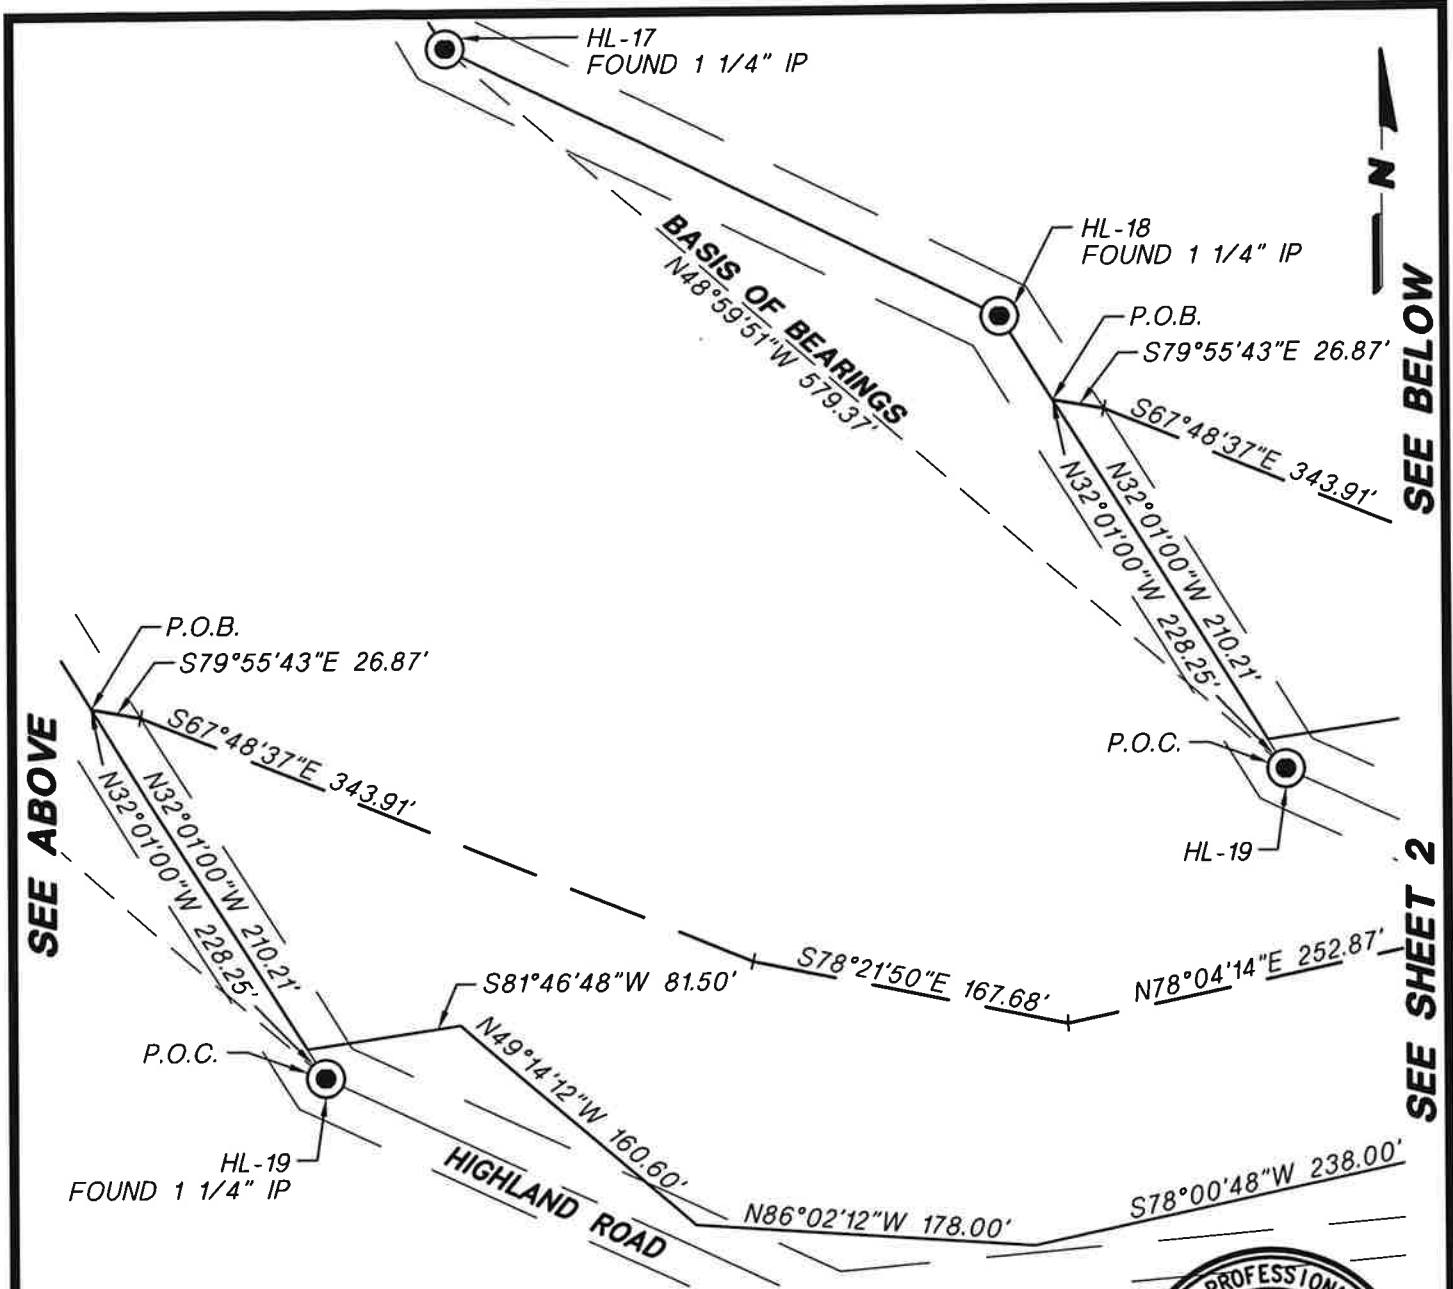 HL-17
FOUND 1 1/4" IP
N
HL-18
FOUND 1 1/4" IP
BASIS OF BEARINGS
N48°59'51"W 579.37'
P.O.B.
S79°55'43"E 26.87'
S67°48'37"E 343.91'
SEE BELOW
N32°01'00"W 210.21'
N32°01'00"W 228.25'
P.O.C.
HL-19
P.O.B.
S79°55'43"E 26.87'
S67°48'37"E 343.91'
SEE ABOVE
N32°01'00"W 210.21'
N32°01'00"W 228.25'
SEE SHEET 2
S78°21'50"E 167.68'
N78°04'14"E 252.87'
S81°46'48"W 81.50'
P.O.C.
N49°14'12"W 160.60'
HL-19
FOUND 1 1/4" IP
HIGHLAND ROAD
N86°02'12"W 178.00'
S78°00'48"W 238.00'
PROFESSION